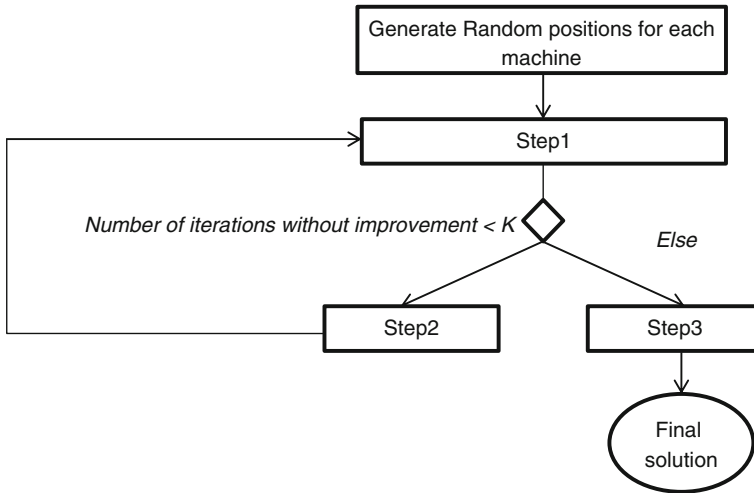 Generate Random positions for each
machine
Step1
Number of iterations without improvement < K
Else
Step2
Step3
Final
solution